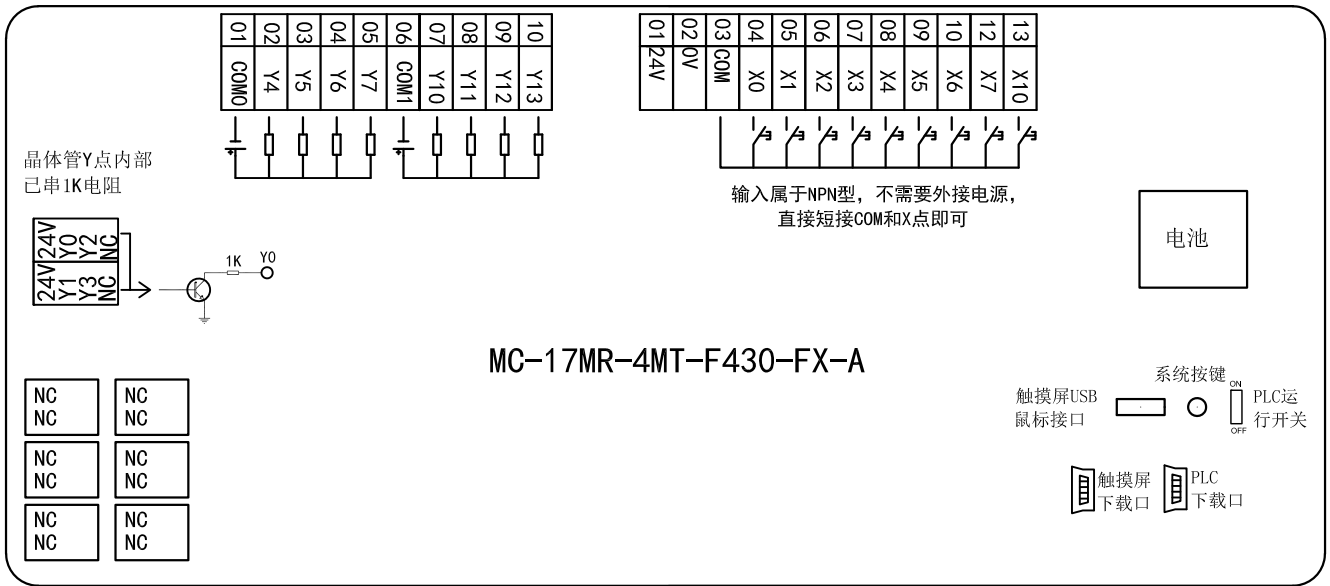 01 02 03 04 05 06 07 08 09 10
COM0 Y4 Y5 Y6 Y7 COM1 Y10 Y11 Y12 Y13
01 02 03 04 05 06 07 08 09 10 12 13
24V 0V COM X0 X1 X2 X3 X4 X5 X6 X7 X10
输入属于NPN型，不需要外接电源，
直接短接COM和X点即可
晶体管Y点内部
已串1K电阻
24V Y0 Y2 NC
24V Y1 Y3 NC
1K Y0
电池
MC-17MR-4MT-F430-FX-A
NC
NC
NC
NC
NC
NC
NC
NC
NC
NC
NC
NC
触摸屏USB
鼠标接口
系统按键
ON
OFF
PLC运
行开关
触摸屏
下载口
PLC
下载口